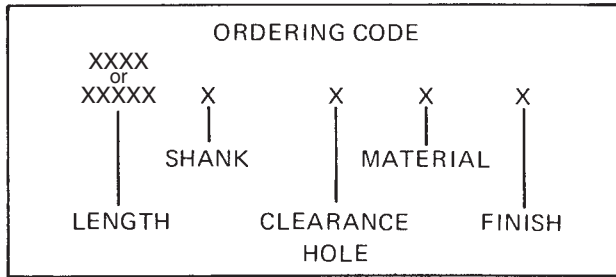 ORDERING CODE
XXXX
or
XXXXX X X X X
SHANK MATERIAL
LENGTH CLEARANCE FINISH
HOLE